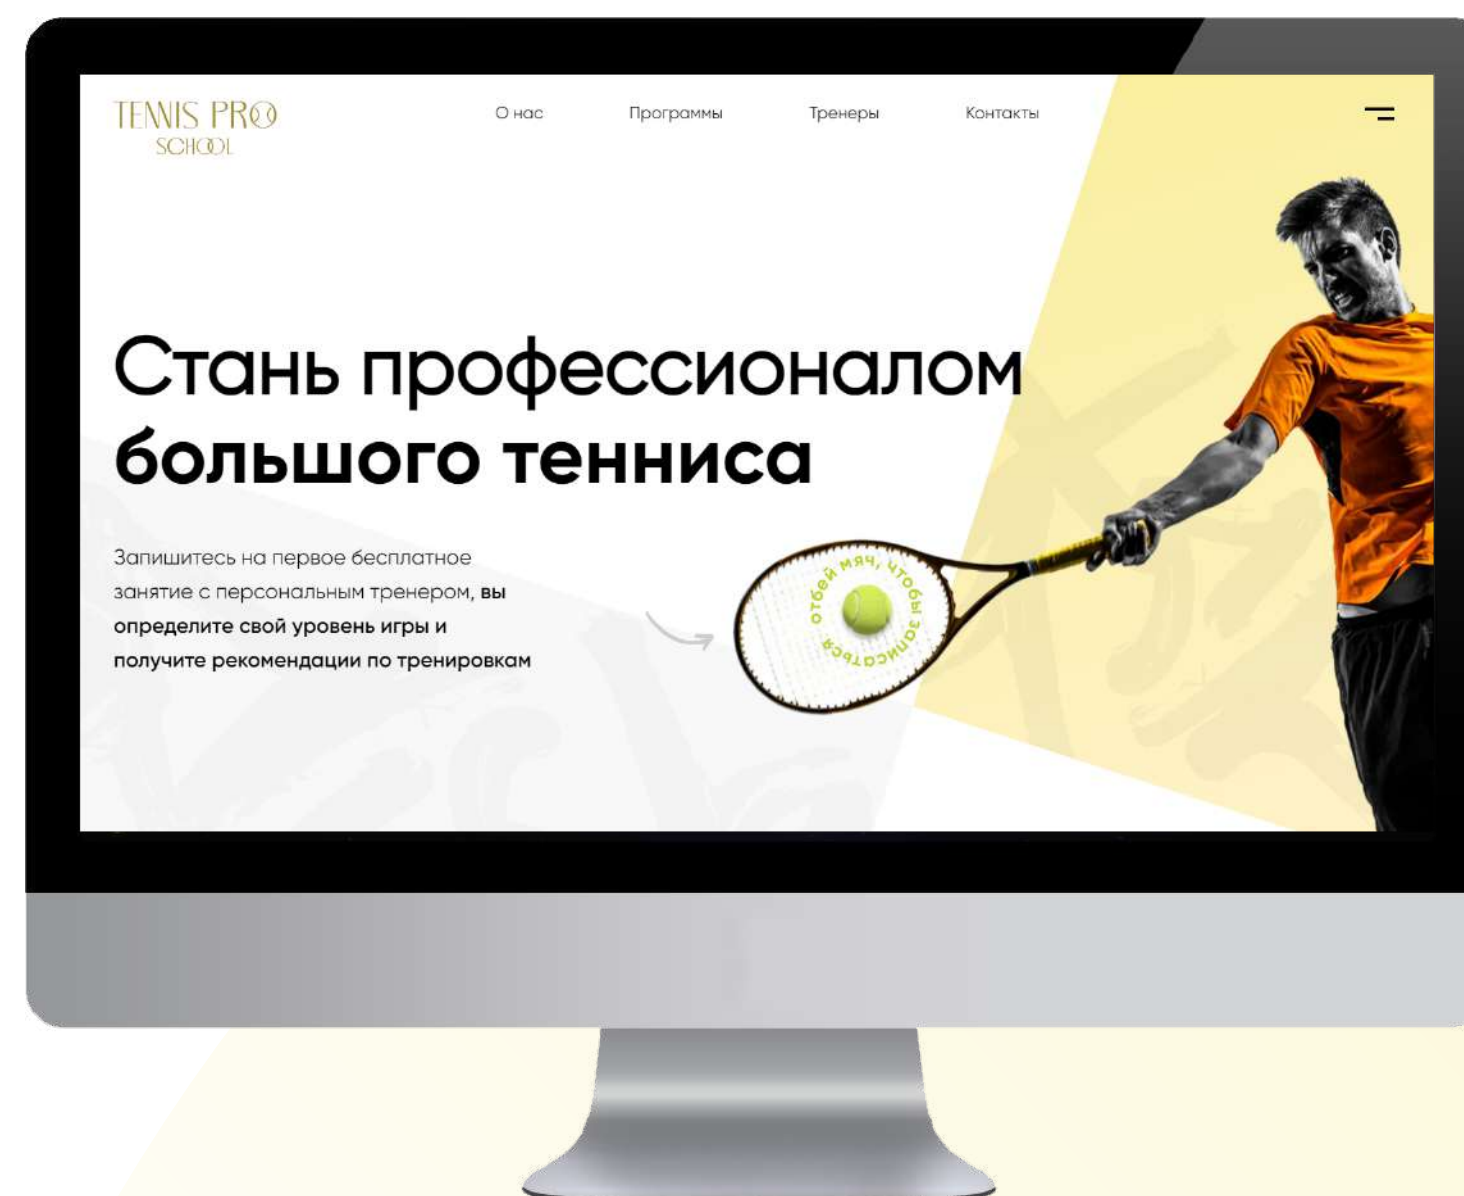 TENNIS PRO
SCHOOL
О нас
Программы
Тренеры
Контакты
Стань профессионалом
большого тенниса
Запишитесь на первое бесплатное
занятие с персональным тренером, вы
определите свой уровень игры и
получите рекомендации по тренировкам
отбей мяч, чтобы записаться